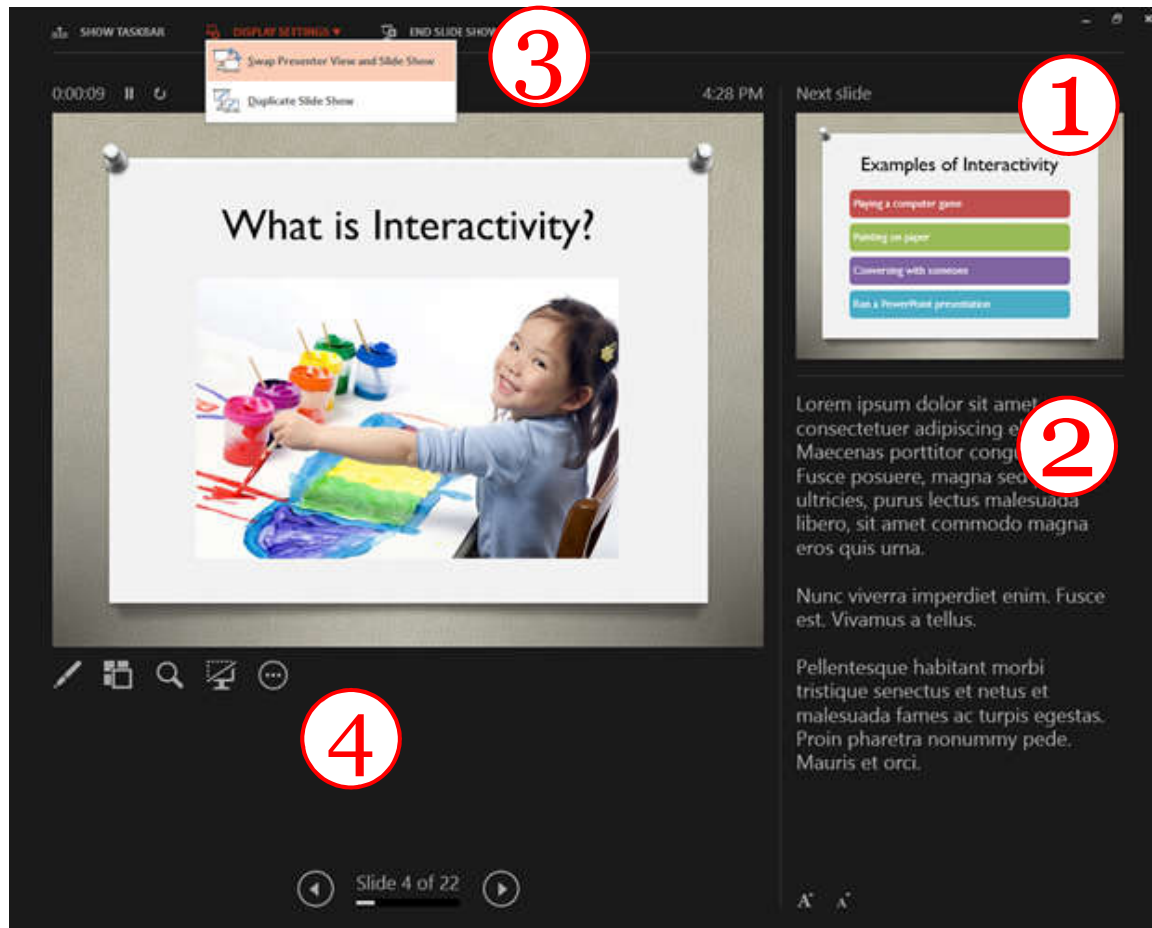 SHOW TASKBAR DISPLAY SETTINGS ▼ END SLIDE SHOW
3
Swap Presenter View and Slide Show
Duplicate Slide Show
0:00:09
4:28 PM
Next slide
1
What is Interactivity?
Examples of Interactivity
Playing a computer game
Painting on paper
Conversing with someone
Run a PowerPoint presentation
2
Lorem ipsum dolor sit amet
consectetuer adipiscing
Maecenas porttitor
Fusce posuere, magna sed
ultricies, purus lectus malesuada
libero, sit amet commodo magna
eros quis urna.
Nunc viverra imperdiet enim. Fusce
est. Vivamus a tellus.
Pellentesque habitant morbi
tristique senectus et netus et
malesuada fames ac turpis egestas.
Proin pharetra nonummy pede.
Mauris et orci.
4
Slide 4 of 22
A A